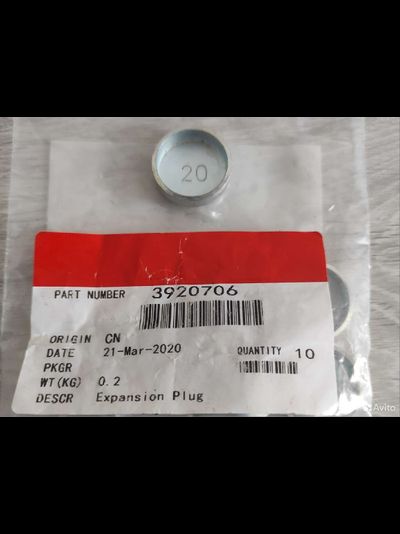 20
PART NUMBER 3920706
ORIGIN CN
DATE 21-Mar-2020 QUANTITY 10
PKGR
WT(KG) 0.2
DESCR Expansion Plug
Avito